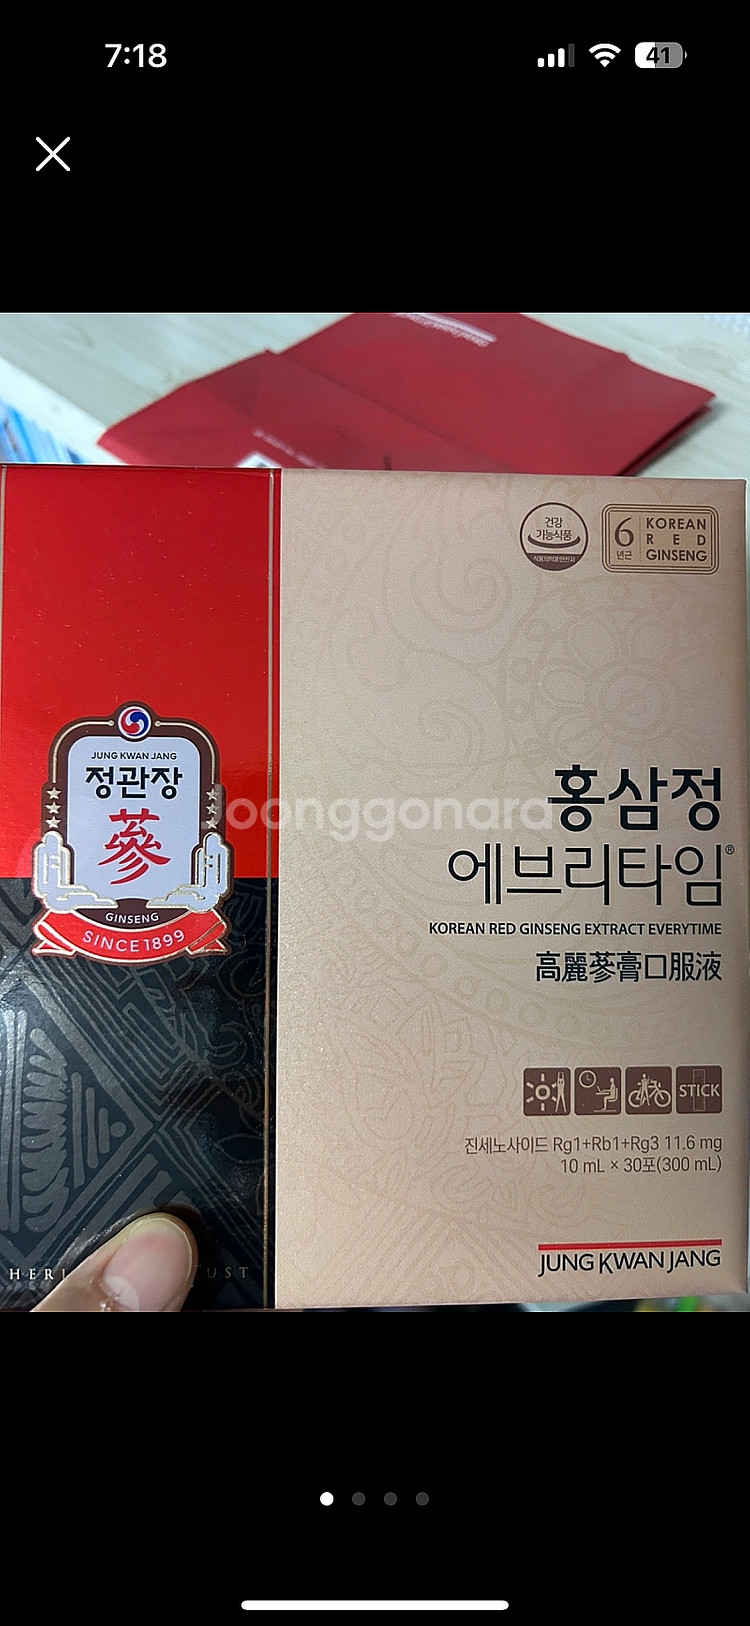 7:18
41
건강
기능식품
식품의약품안전처
6
년근
KOREAN
RED
GINSENG
JUNG KWAN JANG
정관장
蔘
GINSENG
SINCE 1899
Joonggonara
홍삼정
에브리타임®
KOREAN RED GINSENG EXTRACT EVERYTIME
高麗蔘膏口服液
STICK
진세노사이드 Rg1+Rb1+Rg3 11.6 mg
10 mL × 30포(300 mL)
JUNG KWAN JANG